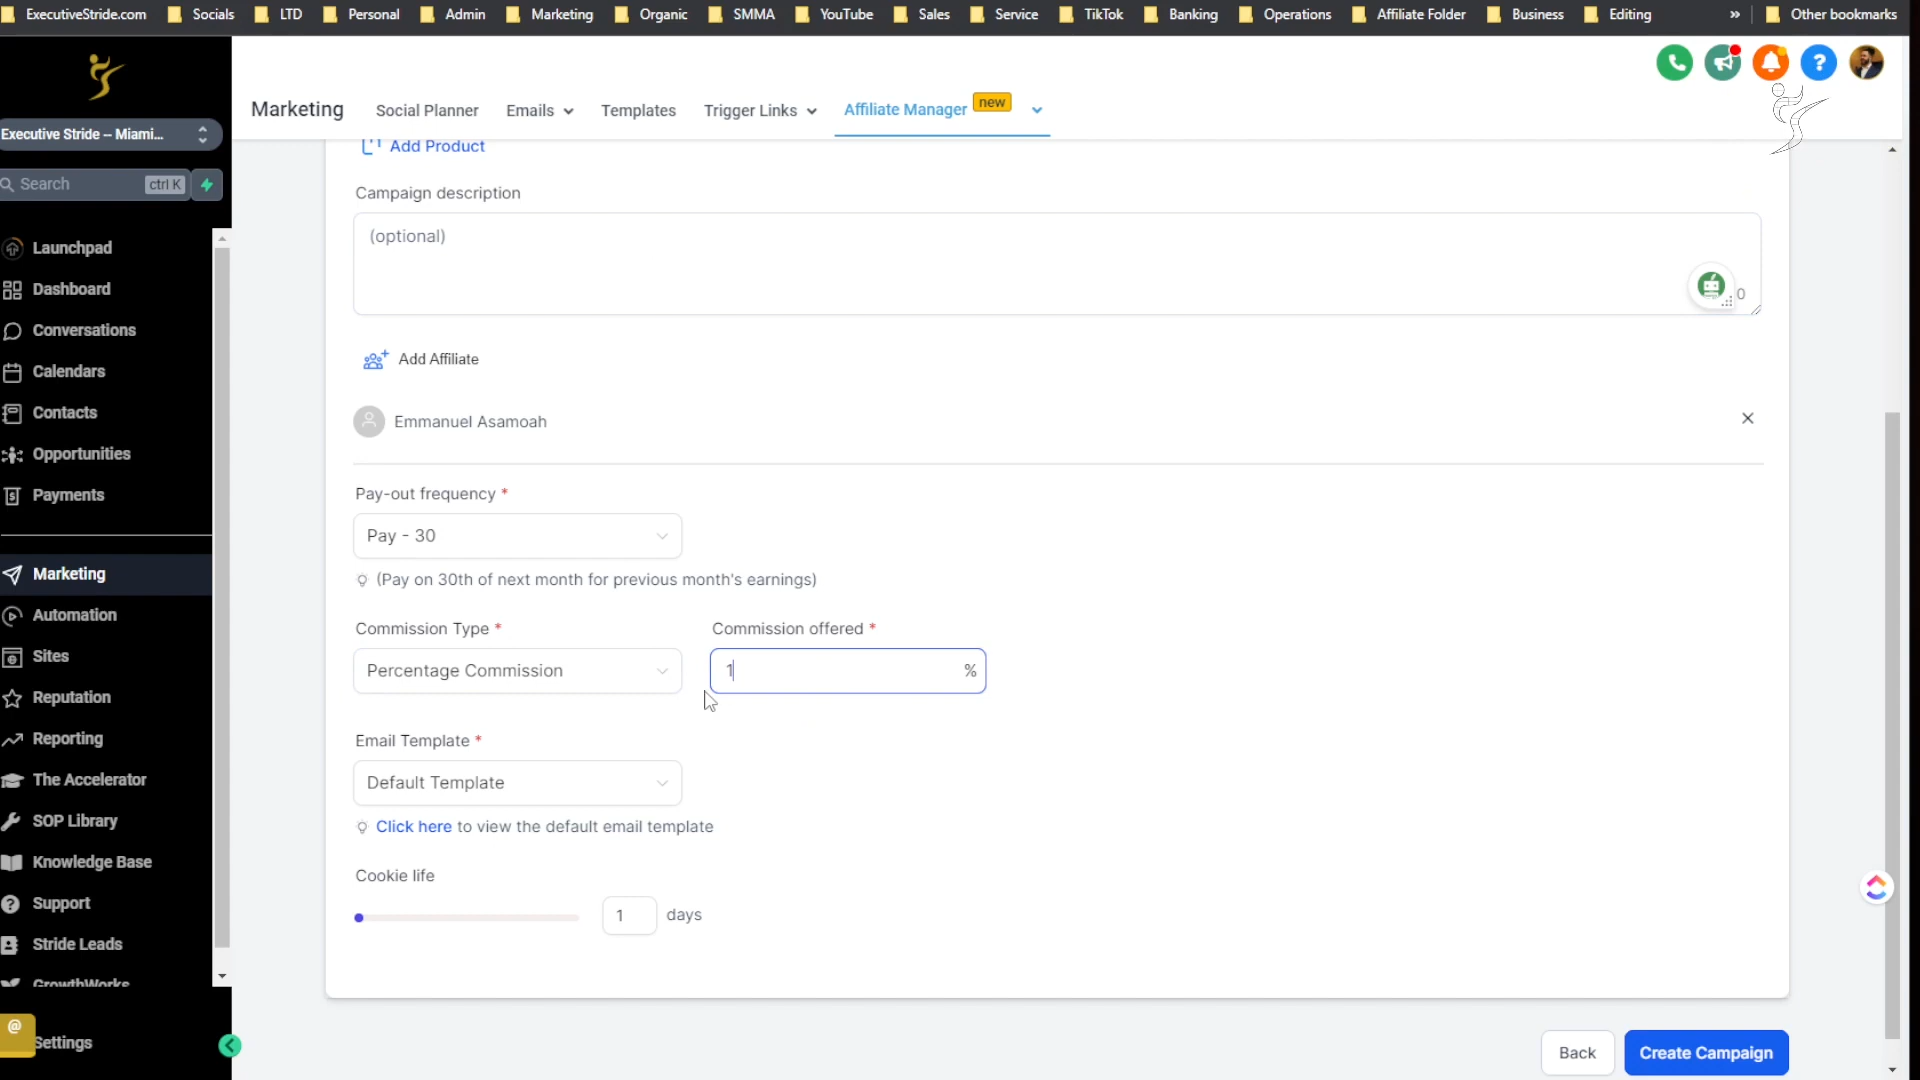 ExecutiveStride.com Socials LTD Personal Admin Marketing Organic SMMA YouTube Sales Service TikTok Banking Operations Affiliate Folder Business Editing » Other bookmarks
Executive Stride – Miami...
Search ctrl K
Launchpad
Dashboard
Conversations
Calendars
Contacts
Opportunities
Payments
Marketing
Automation
Sites
Reputation
Reporting
The Accelerator
SOP Library
Knowledge Base
Support
Stride Leads
GrowthWorks
@
Settings
Marketing Social Planner Emails Templates Trigger Links Affiliate Manager new
?
Add Product
Campaign description
(optional)
0
Add Affiliate
Emmanuel Asamoah
Pay-out frequency *
Pay - 30
(Pay on 30th of next month for previous month's earnings)
Commission Type * Commission offered *
Percentage Commission 1 %
Email Template *
Default Template
Click here to view the default email template
Cookie life
1 days
Back Create Campaign